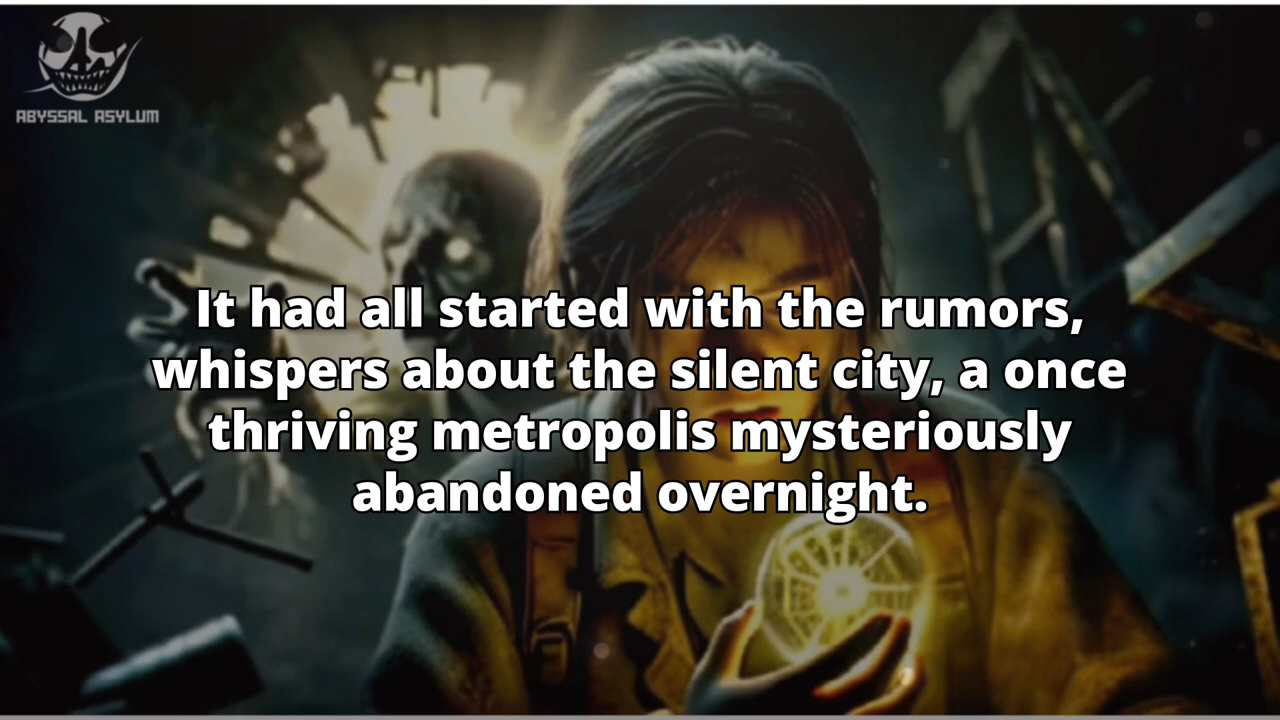 ABYSSAL ASYLUM
It had all started with the rumors,
whispers about the silent city, a once
thriving metropolis mysteriously
abandoned overnight.